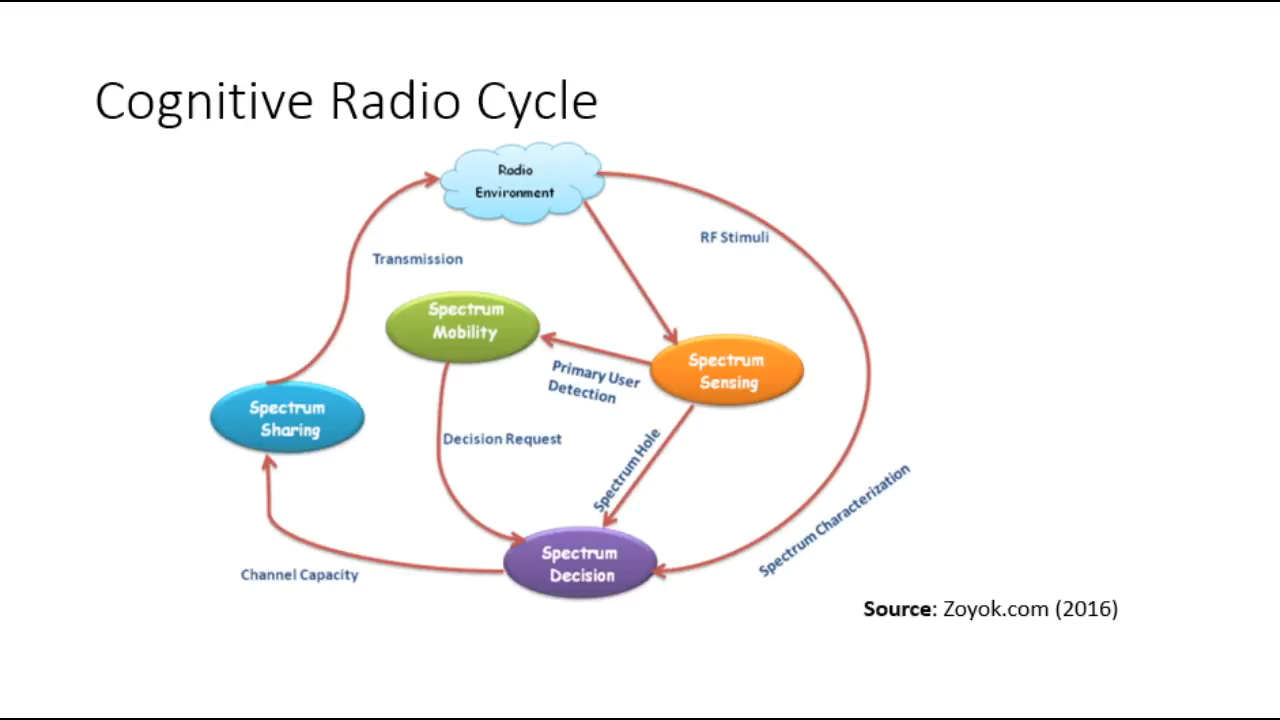 Cognitive Radio Cycle
Radio
Environment
RF Stimuli
Transmission
Spectrum
Mobility
Spectrum
Sensing
Primary User
Detection
Spectrum
Sharing
Decision Request
Spectrum Hole
Spectrum Characterization
Spectrum
Decision
Channel Capacity
Source: Zoyok.com (2016)